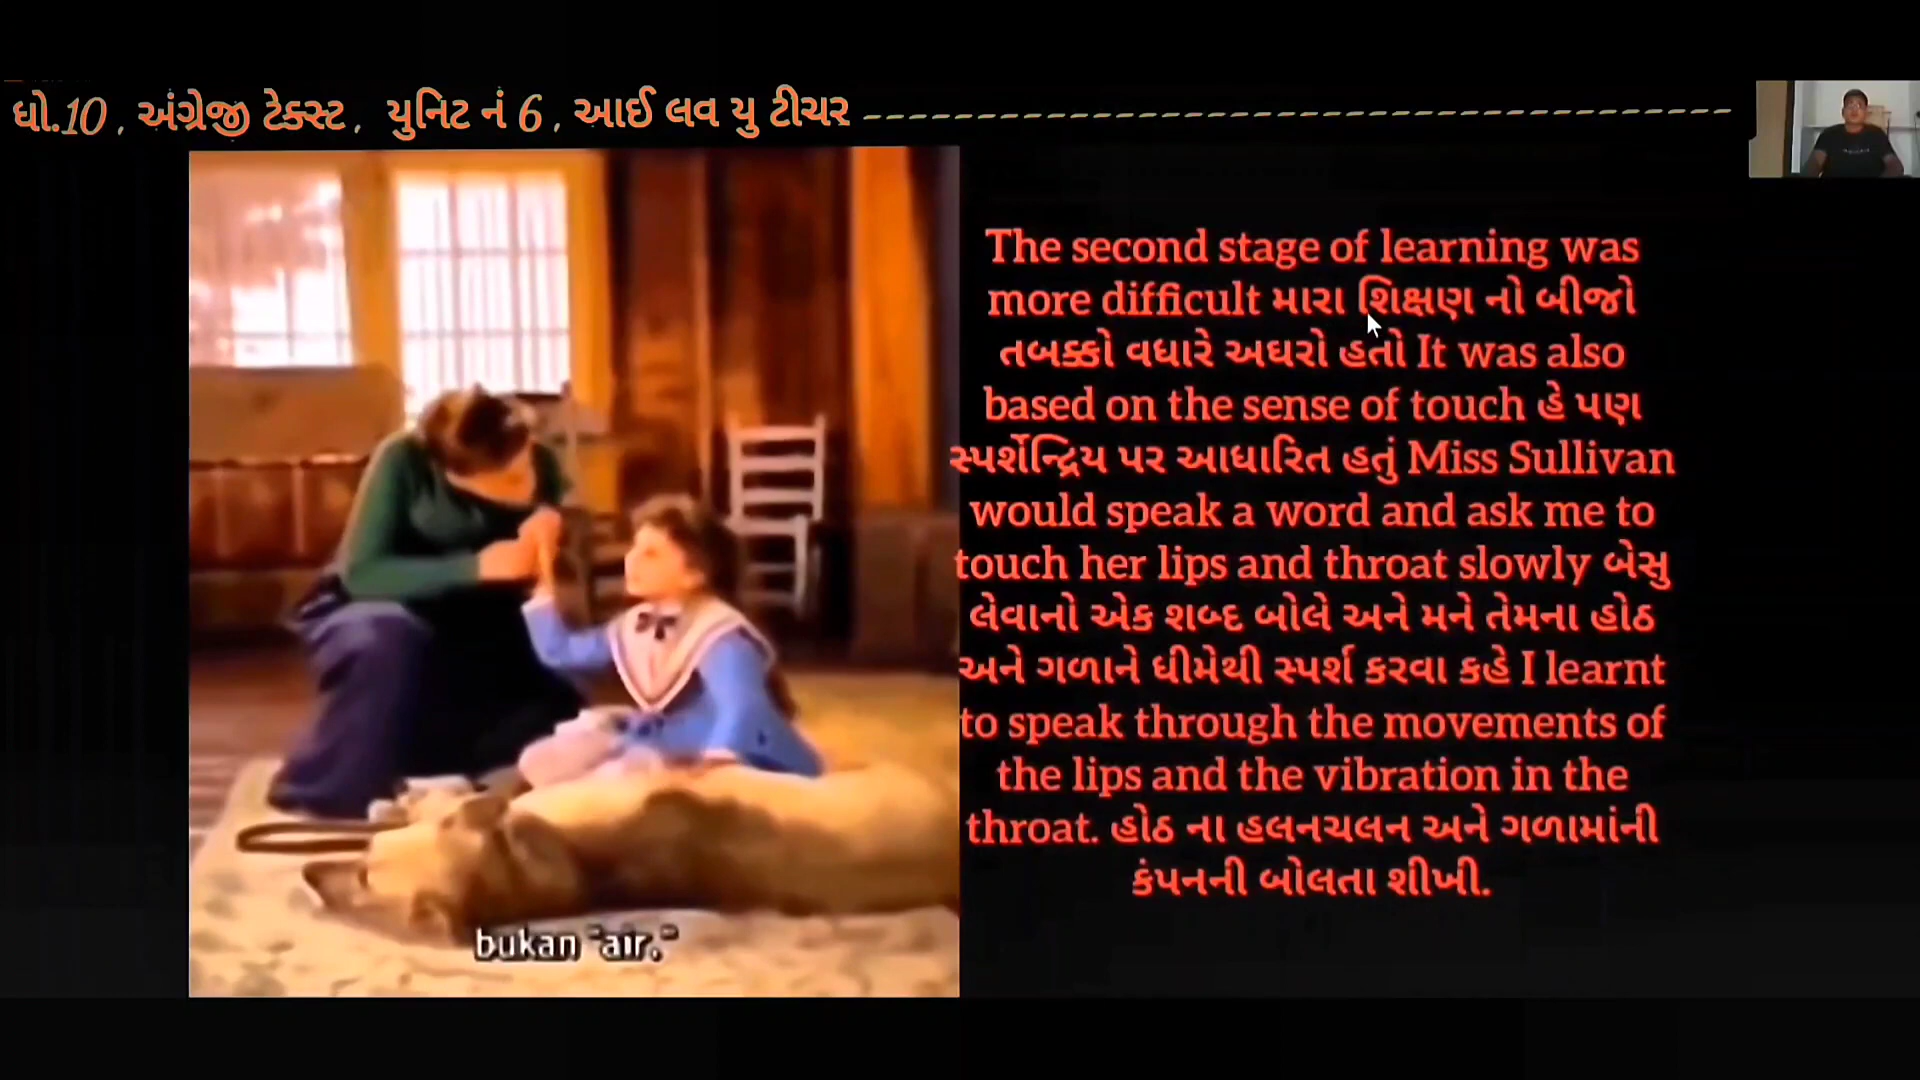 ધો.10 , અંગ્રેજી ટેક્સ્ટ, યુનિટ નં 6 , આઈ લવ યુ ટીચર ------------------------------------
The second stage of learning was
more difficult મારા શિક્ષણ નો બીજો
તબક્કો વધારે અઘરો હતો It was also
based on the sense of touch હે પણ
સ્પર્શેન્દ્રિય પર આધારિત હતું Miss Sullivan
would speak a word and ask me to
touch her lips and throat slowly બેસુ
લેવાનો એક શબ્દ બોલે અને મને તેમના હોઠ
અને ગળાને ધીમેથી સ્પર્શ કરવા કહે I learnt
to speak through the movements of
the lips and the vibration in the
throat. હોઠ ના હલનચલન અને ગળામાંની
કંપનની બોલતા શીખી.
bukan "air."